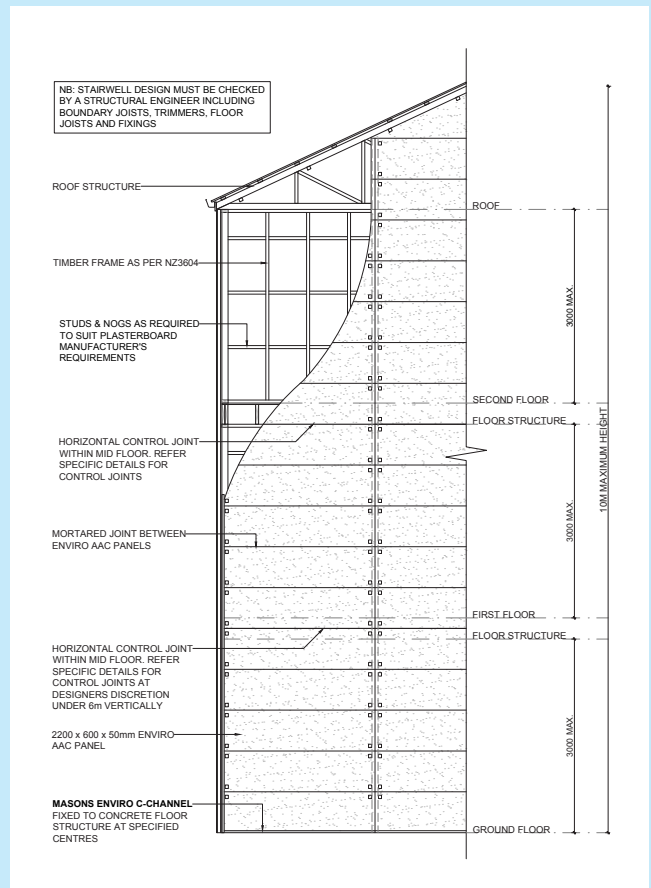 NB: STAIRWELL DESIGN MUST BE CHECKED
BY A STRUCTURAL ENGINEER INCLUDING
BOUNDARY JOISTS, TRIMMERS, FLOOR
JOISTS AND FIXINGS
ROOF STRUCTURE
ROOF
TIMBER FRAME AS PER NZ3604
STUDS & NOGS AS REQUIRED
TO SUIT PLASTERBOARD
MANUFACTURER'S
REQUIREMENTS
3000 MAX.
SECOND FLOOR
FLOOR STRUCTURE
HORIZONTAL CONTROL JOINT
WITHIN MID FLOOR. REFER
SPECIFIC DETAILS FOR
CONTROL JOINTS
10M MAXIMUM HEIGHT
MORTARED JOINT BETWEEN
ENVIRO AAC PANELS
3000 MAX.
FIRST FLOOR
FLOOR STRUCTURE
HORIZONTAL CONTROL JOINT
WITHIN MID FLOOR. REFER
SPECIFIC DETAILS FOR
CONTROL JOINTS AT
DESIGNERS DISCRETION
UNDER 6m VERTICALLY
2200 x 600 x 50mm ENVIRO
AAC PANEL
3000 MAX.
MASONS ENVIRO C-CHANNEL
FIXED TO CONCRETE FLOOR
STRUCTURE AT SPECIFIED
CENTRES
GROUND FLOOR